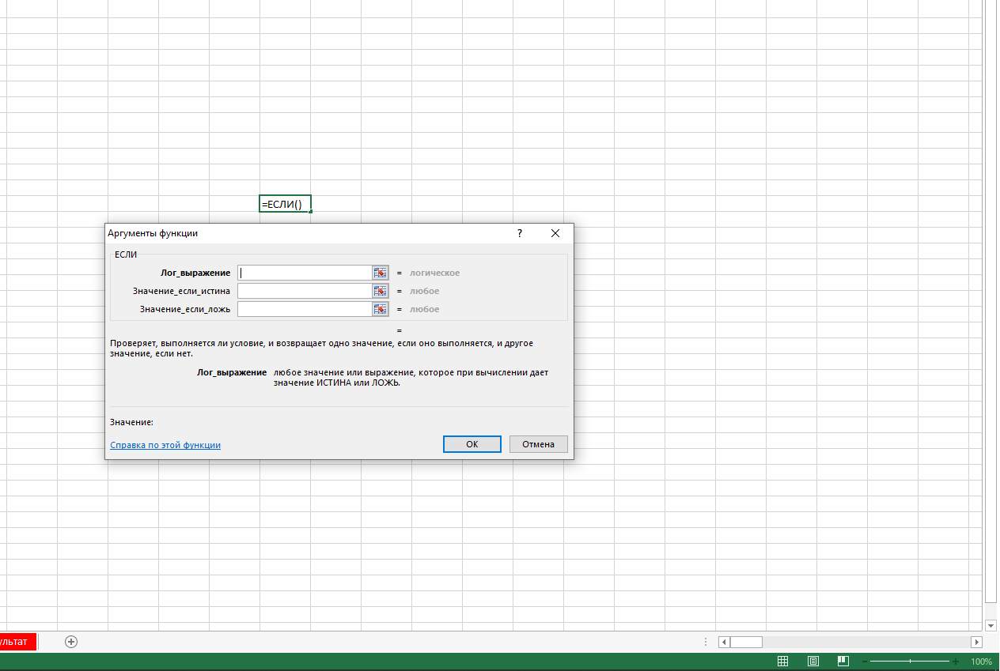 =ЕСЛИ()
Аргументы функции
?
ЕСЛИ
Лог_выражение = логическое
Значение_если_истина = любое
Значение_если_ложь = любое
=
Проверяет, выполняется ли условие, и возвращает одно значение, если оно выполняется, и другое
значение, если нет.
Лог_выражение любое значение или выражение, которое при вычислении дает
значение ИСТИНА или ЛОЖЬ.
Значение:
Справка по этой функции
ОК
Отмена
ультат
100%